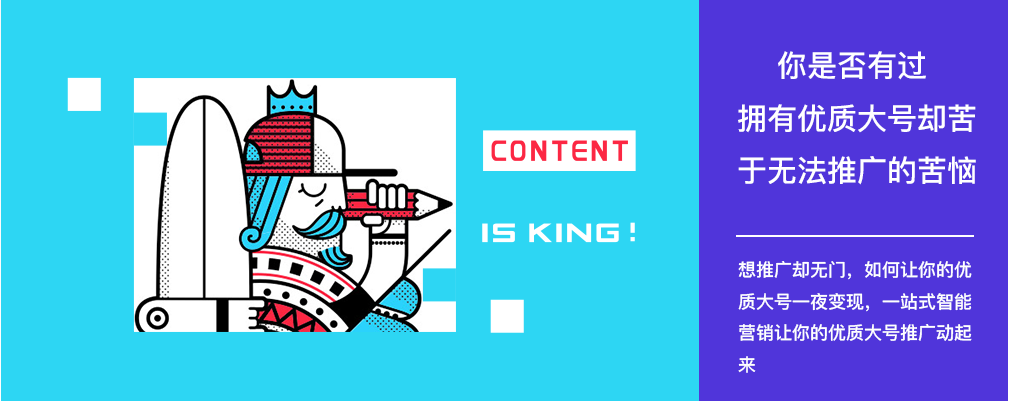 CONTENT
IS KING!
你是否有过
拥有优质大号却苦
于无法推广的苦恼
想推广却无门，如何让你的优
质大号一夜变现，一站式智能
营销让你的优质大号推广动起
来